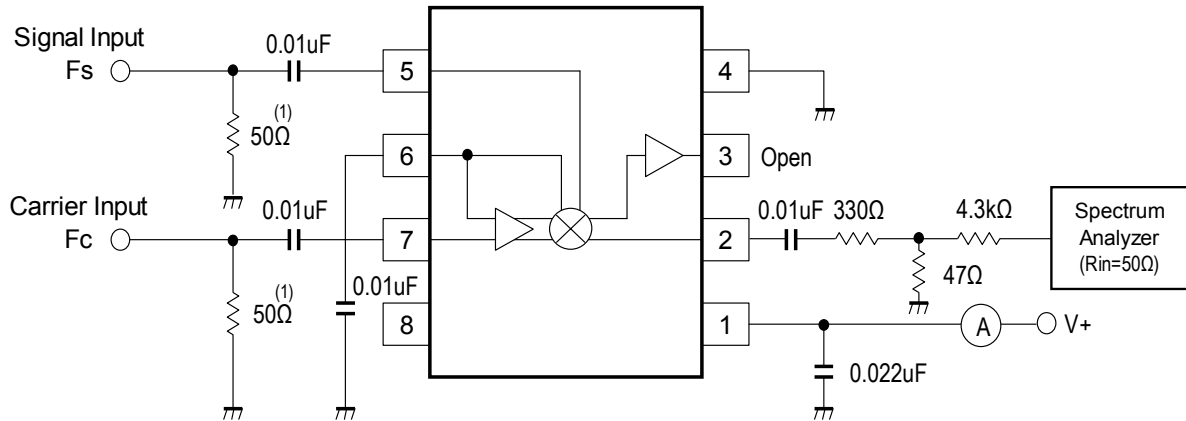 Signal Input
Fs
0.01uF
5
4
50Ω (1)
6
3
Open
Carrier Input
Fc
0.01uF
7
2
0.01uF
330Ω
4.3kΩ
Spectrum
Analyzer
(Rin=50Ω)
47Ω
50Ω (1)
0.01uF
8
1
A
V+
0.022uF